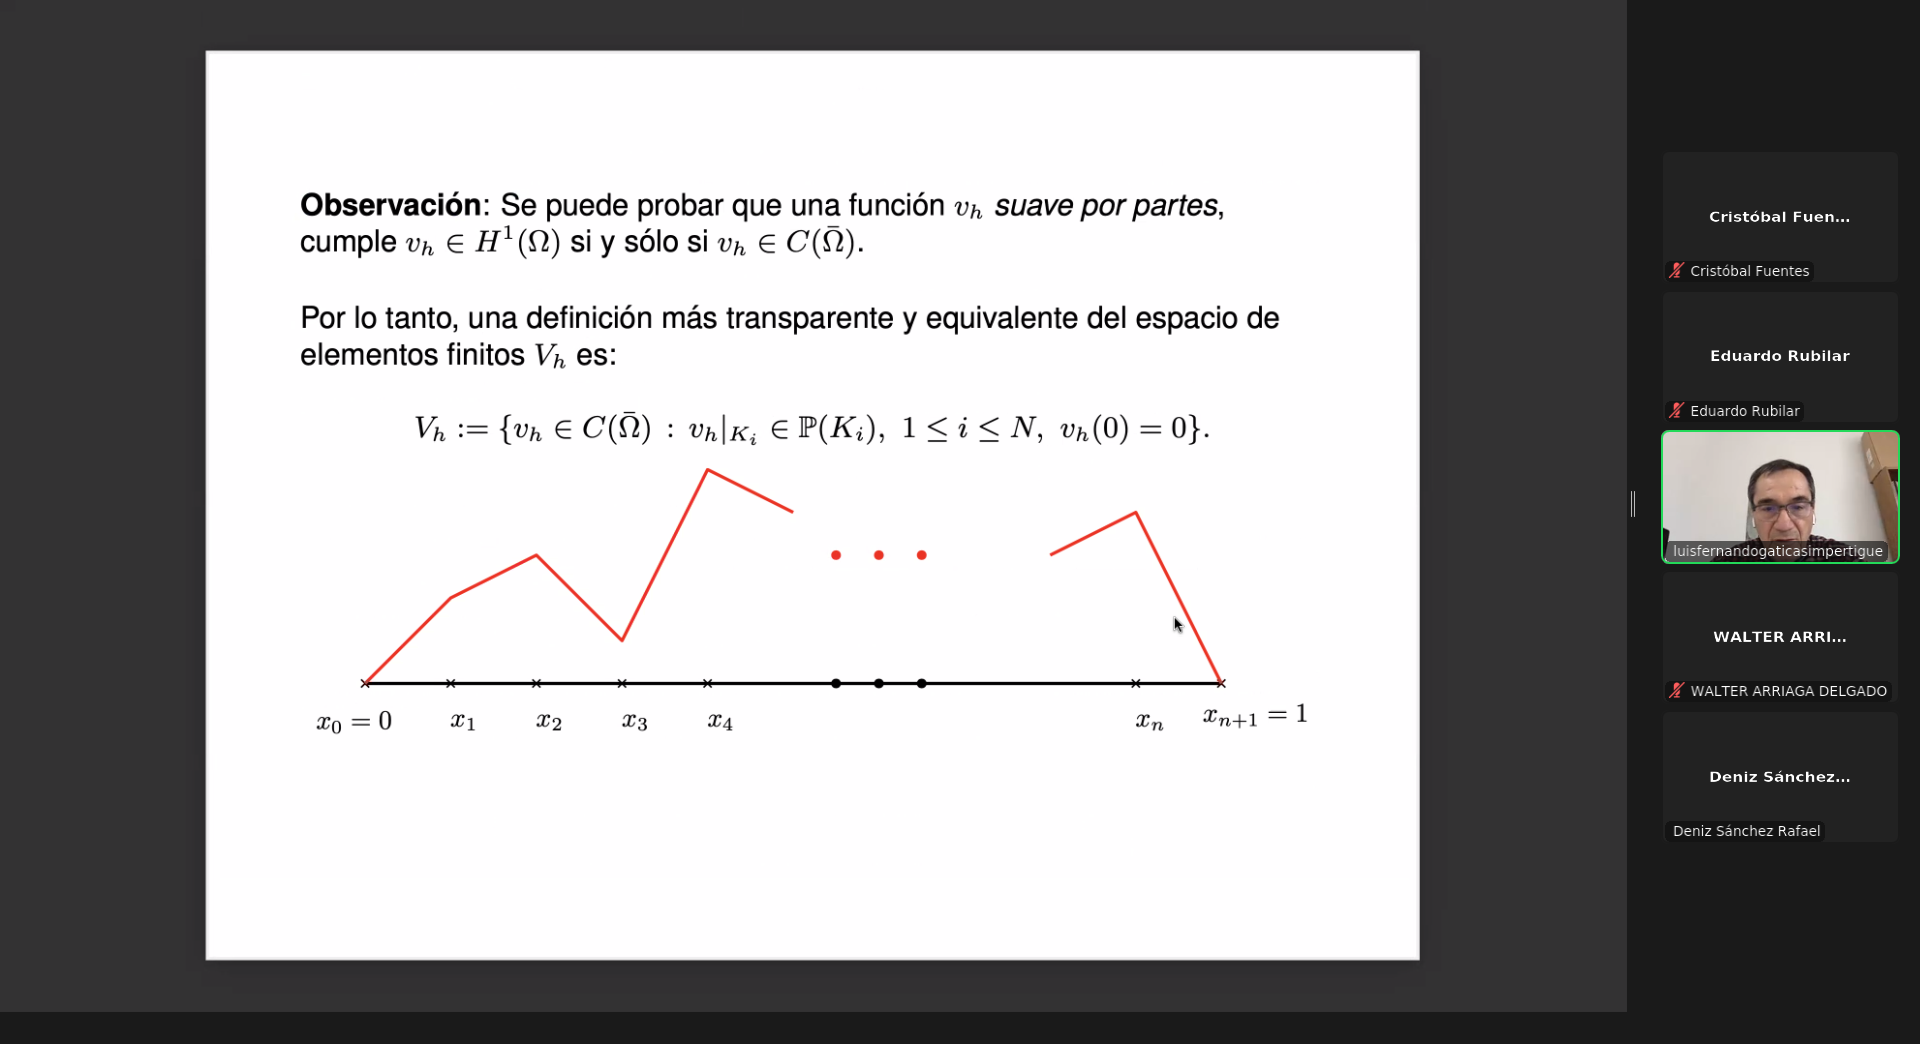 Observación: Se puede probar que una función $v_h$ suave por partes,
cumple $v_h \in H^1(\Omega)$ si y sólo si $v_h \in C(\bar{\Omega})$.
Por lo tanto, una definición más transparente y equivalente del espacio de
elementos finitos $V_h$ es:
$V_h := \{v_h \in C(\bar{\Omega}) \; : \; v_h|_{K_i} \in \mathbb{P}(K_i), \; 1 \leq i \leq N, \; v_h(0) = 0\}.$
$x_0 = 0$ $x_1$ $x_2$ $x_3$ $x_4$ $x_n$ $x_{n+1} = 1$
Cristóbal Fuen...
Cristóbal Fuentes
Eduardo Rubilar
Eduardo Rubilar
luisfernandogaticasimpertigue
WALTER ARRI...
WALTER ARRIAGA DELGADO
Deniz Sánchez...
Deniz Sánchez Rafael